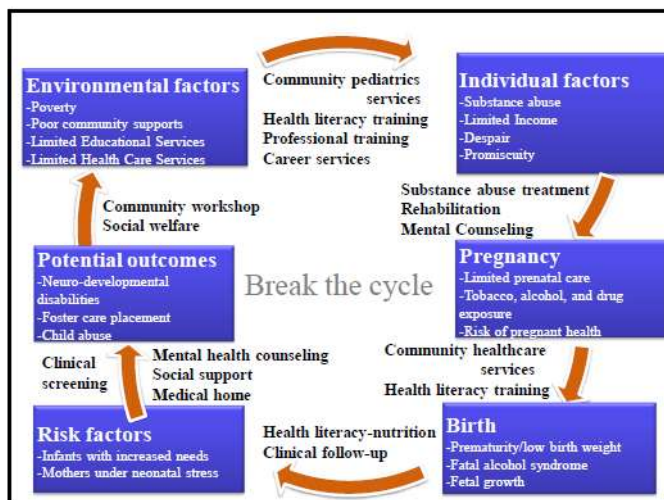 Environmental factors
-Poverty
-Poor community supports
-Limited Educational Services
-Limited Health Care Services
Community pediatrics
services
Health literacy training
Professional training
Career services
Individual factors
-Substance abuse
-Limited Income
-Despair
-Promiscuity
Substance abuse treatment
Rehabilitation
Mental Counseling
Pregnancy
-Limited prenatal care
-Tobacco, alcohol, and drug
exposure
-Risk of pregnant health
Community healthcare
services
Health literacy training
Birth
-Prematurity/low birth weight
-Fatal alcohol syndrome
-Fetal growth
Health literacy-nutrition
Clinical follow-up
Risk factors
-Infants with increased needs
-Mothers under neonatal stress
Clinical
screening
Mental health counseling
Social support
Medical home
Potential outcomes
-Neuro-developmental
disabilities
-Foster care placement
-Child abuse
Community workshop
Social welfare
Break the cycle